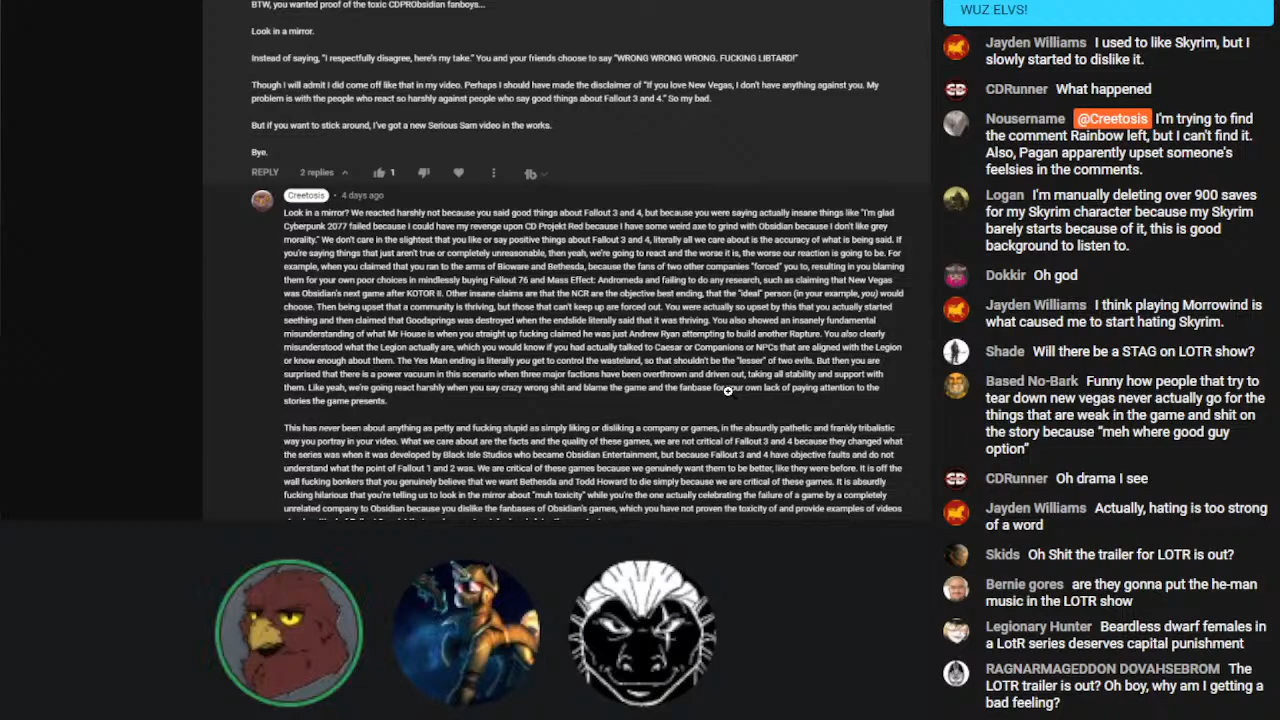 BTW, you wanted proof of the toxic CDPRObsidian fanboys...
Look in a mirror.
Instead of saying, "I respectfully disagree, here's my take." You and your friends choose to say "WRONG WRONG WRONG. FUCKING LIBTARD!"
Though I will admit I did come off like that in my video. Perhaps I should have made the disclaimer of "If you love New Vegas, I don't have anything against you. My
problem is with the people who react so harshly against people who say good things about Fallout 3 and 4." So my bad.
But if you want to stick around, I've got a new Serious Sam video in the works.
Bye.
REPLY 2 replies 1
Creetosis • 4 days ago
Look in a mirror? We reacted harshly not because you said good things about Fallout 3 and 4, but because you were saying actually insane things like "I'm glad
Cyberpunk 2077 failed because I could have my revenge upon CD Projekt Red because I have some weird axe to grind with Obsidian because I don't like grey
morality." We don't care in the slightest that you like or say positive things about Fallout 3 and 4, literally all we care about is the accuracy of what is being said. If
you're saying things that just aren't true or completely unreasonable, then yeah, we're going to react and the worse it is, the worse our reaction is going to be. For
example, when you claimed that you ran to the arms of Bioware and Bethesda, because the fans of two other companies "forced" you to, resulting in you blaming
them for your own poor choices in mindlessly buying Fallout 76 and Mass Effect: Andromeda and failing to do any research, such as claiming that New Vegas
was Obsidian's next game after KOTOR II. Other insane claims are that the NCR are the objective best ending, that the "ideal" person (in your example, you) would
choose. Then being upset that a community is thriving, but those that can't keep up are forced out. You were actually so upset by this that you actually started
seething and then claimed that Goodsprings was destroyed when the endslide literally said that it was thriving. You also showed an insanely fundamental
misunderstanding of what Mr House is when you straight up fucking claimed he was just Andrew Ryan attempting to build another Rapture. You also clearly
misunderstood what the Legion actually are, which you would know if you had actually talked to Caesar or Companions or NPCs that are aligned with the Legion
or know enough about them. The Yes Man ending is literally you get to control the wasteland, so that shouldn't be the "lesser" of two evils. But then you are
surprised that there is a power vacuum in this scenario when three major factions have been overthrown and driven out, taking all stability and support with
them. Like yeah, we're going react harshly when you say crazy wrong shit and blame the game and the fanbase for your own lack of paying attention to the
stories the game presents.
This has never been about anything as petty and fucking stupid as simply liking or disliking a company or games, in the absurdly pathetic and frankly tribalistic
way you portray in your video. What we care about are the facts and the quality of these games, we are not critical of Fallout 3 and 4 because they changed what
the series was when it was developed by Black Isle Studios who became Obsidian Entertainment, but because Fallout 3 and 4 have objective faults and do not
understand what the point of Fallout 1 and 2 was. We are critical of these games because we genuinely want them to be better, like they were before. It is off the
wall fucking bonkers that you genuinely believe that we want Bethesda and Todd Howard to die simply because we are critical of these games. It is absurdly
fucking hilarious that you're telling us to look in the mirror about "muh toxicity" while you're the one actually celebrating the failure of a game by a completely
unrelated company to Obsidian because you dislike the fanbases of Obsidian's games, which you have not proven the toxicity of and provide examples of videos
WUZ ELVS!
Jayden Williams I used to like Skyrim, but I
slowly started to dislike it.
CDRunner What happened
Nousername @Creetosis I'm trying to find
the comment Rainbow left, but I can't find it.
Also, Pagan apparently upset someone's
feelsies in the comments.
Logan I'm manually deleting over 900 saves
for my Skyrim character because my Skyrim
barely starts because of it, this is good
background to listen to.
Dokkir Oh god
Jayden Williams I think playing Morrowind is
what caused me to start hating Skyrim.
Shade Will there be a STAG on LOTR show?
Based No-Bark Funny how people that try to
tear down new vegas never actually go for the
things that are weak in the game and shit on
the story because "meh where good guy
option"
CDRunner Oh drama I see
Jayden Williams Actually, hating is too strong
of a word
Skids Oh Shit the trailer for LOTR is out?
Bernie gores are they gonna put the he-man
music in the LOTR show
Legionary Hunter Beardless dwarf females in
a LotR series deserves capital punishment
RAGNARMAGEDDON DOVAHSEBROM The
LOTR trailer is out? Oh boy, why am I getting a
bad feeling?